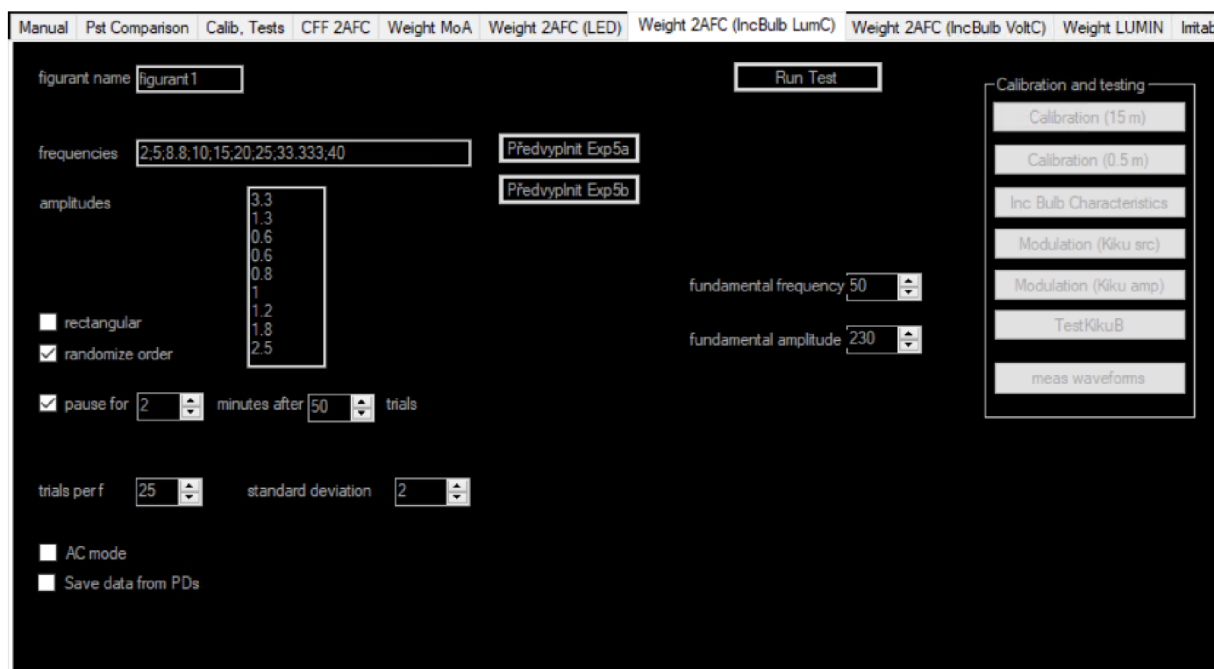 Manual Pst Comparison Calib, Tests CFF 2AFC Weight MoA Weight 2AFC (LED) Weight 2AFC (IncBulb LumC) Weight 2AFC (IncBulb VoltC) Weight LUMIN Irritab
figurant name figurant1
Run Test
Calibration and testing
Calibration (15 m)
frequencies 2;5;8.8;10;15;20;25;33.333;40
Předvyplnit Exp5a
Calibration (0.5 m)
Předvyplnit Exp5b
amplitudes
3.3
1.3
0.6
0.6
0.8
1
1.2
1.8
2.5
Inc Bulb Characteristics
Modulation (Kiku src)
fundamental frequency 50
Modulation (Kiku amp)
rectangular
TestKikuB
fundamental amplitude 230
randomize order
meas waveforms
pause for 2 minutes after 50 trials
trials per f 25 standard deviation 2
AC mode
Save data from PDs